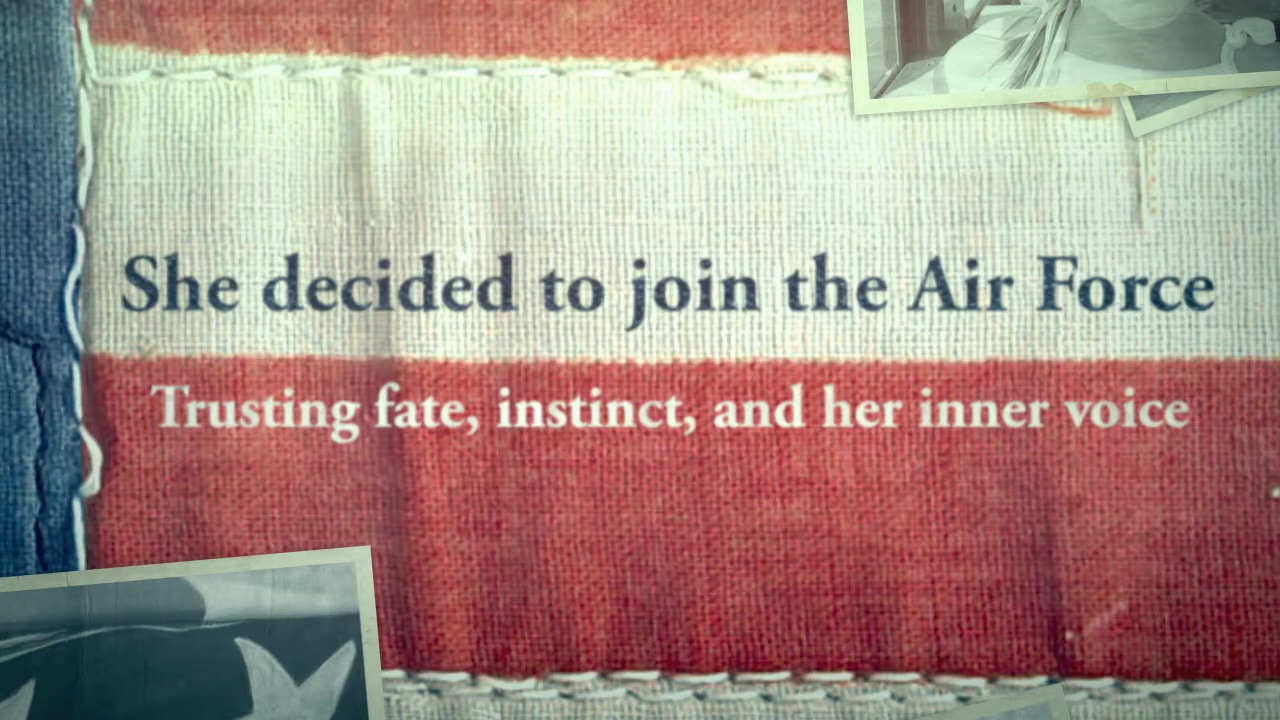 She decided to join the Air Force
Trusting fate, instinct, and her inner voice